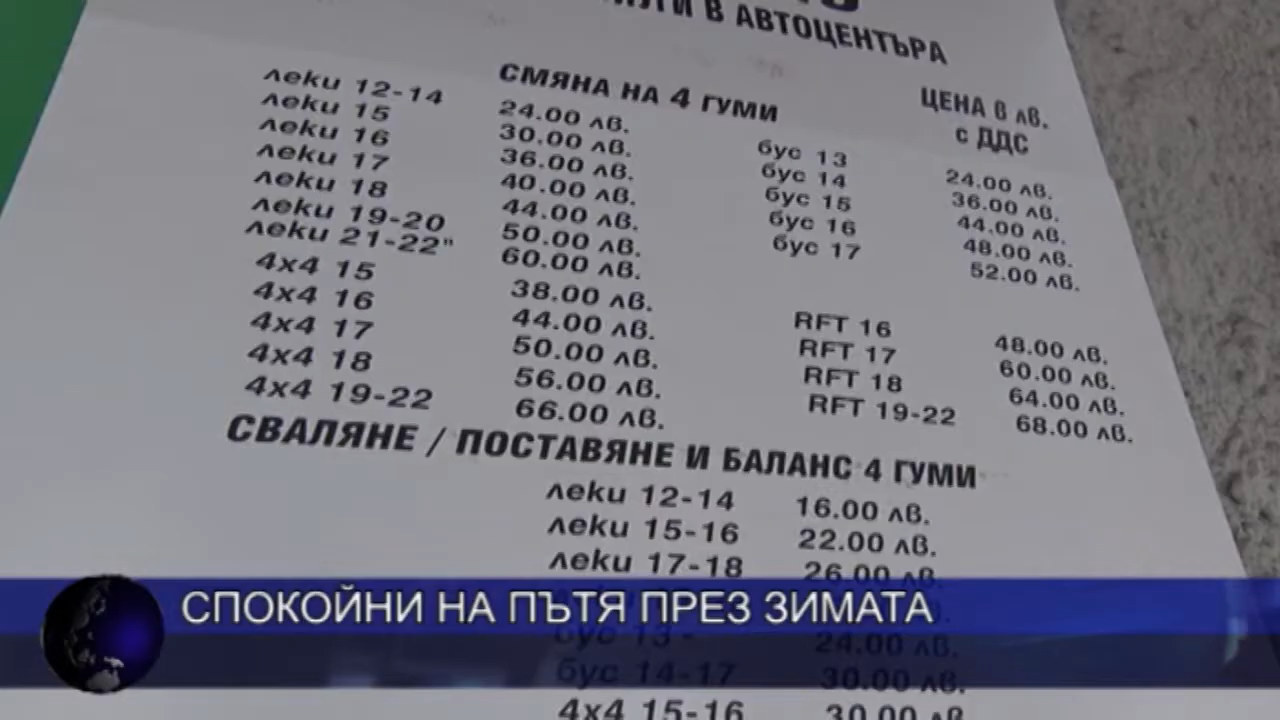 В АВТОЦЕНТЪРА
СМЯНА НА 4 ГУМИ
ЦЕНА в лв.
с ДДС
леки 12-14 24.00 лв.
леки 15 30.00 лв.
леки 16 36.00 лв.
леки 17 40.00 лв.
леки 18 44.00 лв.
леки 19-20 50.00 лв.
леки 21-22" 60.00 лв.
4x4 15 38.00 лв.
4x4 16 44.00 лв.
4x4 17 50.00 лв.
4x4 18 56.00 лв.
4x4 19-22 66.00 лв.
бус 13 24.00 лв.
бус 14 36.00 лв.
бус 15 44.00 лв.
бус 16 48.00 лв.
бус 17 52.00 лв.
RFT 16 48.00 лв.
RFT 17 60.00 лв.
RFT 18 64.00 лв.
RFT 19-22 68.00 лв.
СВАЛЯНЕ / ПОСТАВЯНЕ И БАЛАНС 4 ГУМИ
леки 12-14 16.00 лв.
леки 15-16 22.00 лв.
леки 17-18 26.00 лв.
СПОКОЙНИ НА ПЪТЯ ПРЕЗ ЗИМАТА
бус 13 - 24.00 лв.
бус 14-17 30.00 лв.
4x4 15-16 30.00 лв.